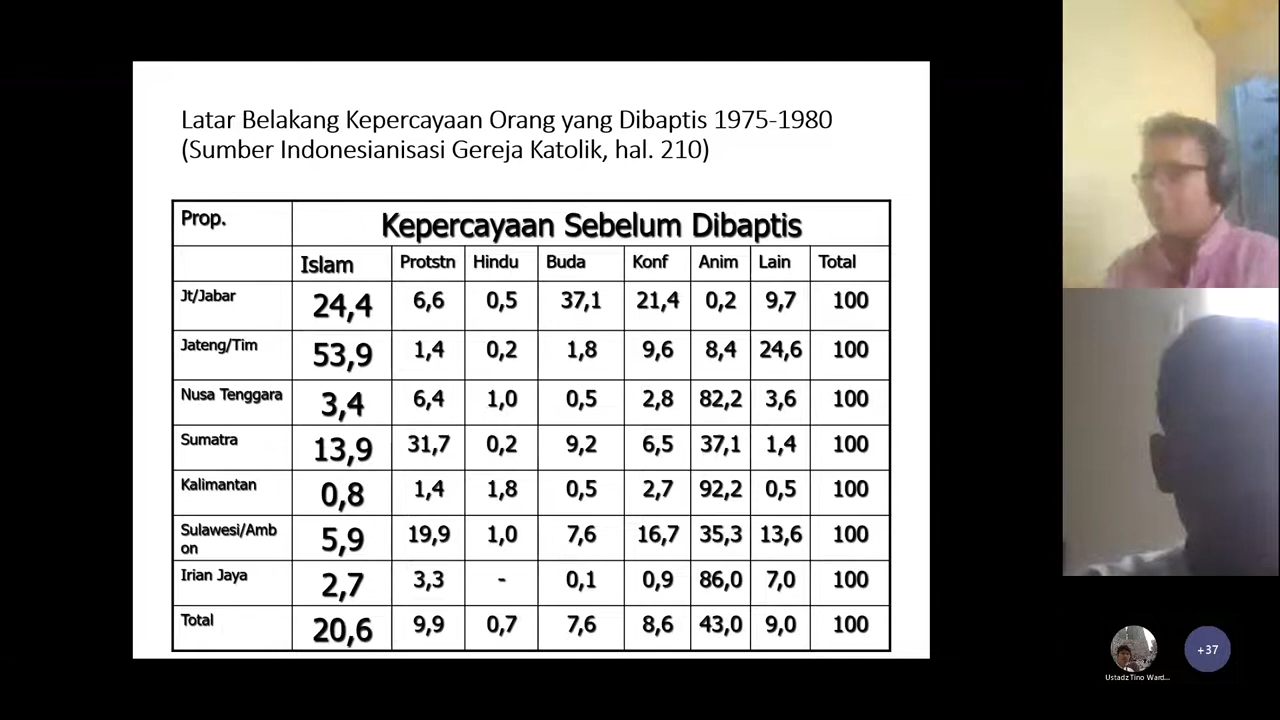 Latar Belakang Kepercayaan Orang yang Dibaptis 1975-1980
(Sumber Indonesianisasi Gereja Katolik, hal. 210)
Prop. Kepercayaan Sebelum Dibaptis
Islam Protstn Hindu Buda Konf Anim Lain Total
Jt/Jabar 24,4 6,6 0,5 37,1 21,4 0,2 9,7 100
Jateng/Tim 53,9 1,4 0,2 1,8 9,6 8,4 24,6 100
Nusa Tenggara 3,4 6,4 1,0 0,5 2,8 82,2 3,6 100
Sumatra 13,9 31,7 0,2 9,2 6,5 37,1 1,4 100
Kalimantan 0,8 1,4 1,8 0,5 2,7 92,2 0,5 100
Sulawesi/Amb
on 5,9 19,9 1,0 7,6 16,7 35,3 13,6 100
Irian Jaya 2,7 3,3 - 0,1 0,9 86,0 7,0 100
Total 20,6 9,9 0,7 7,6 8,6 43,0 9,0 100
Ustadz Tino Ward...
+37